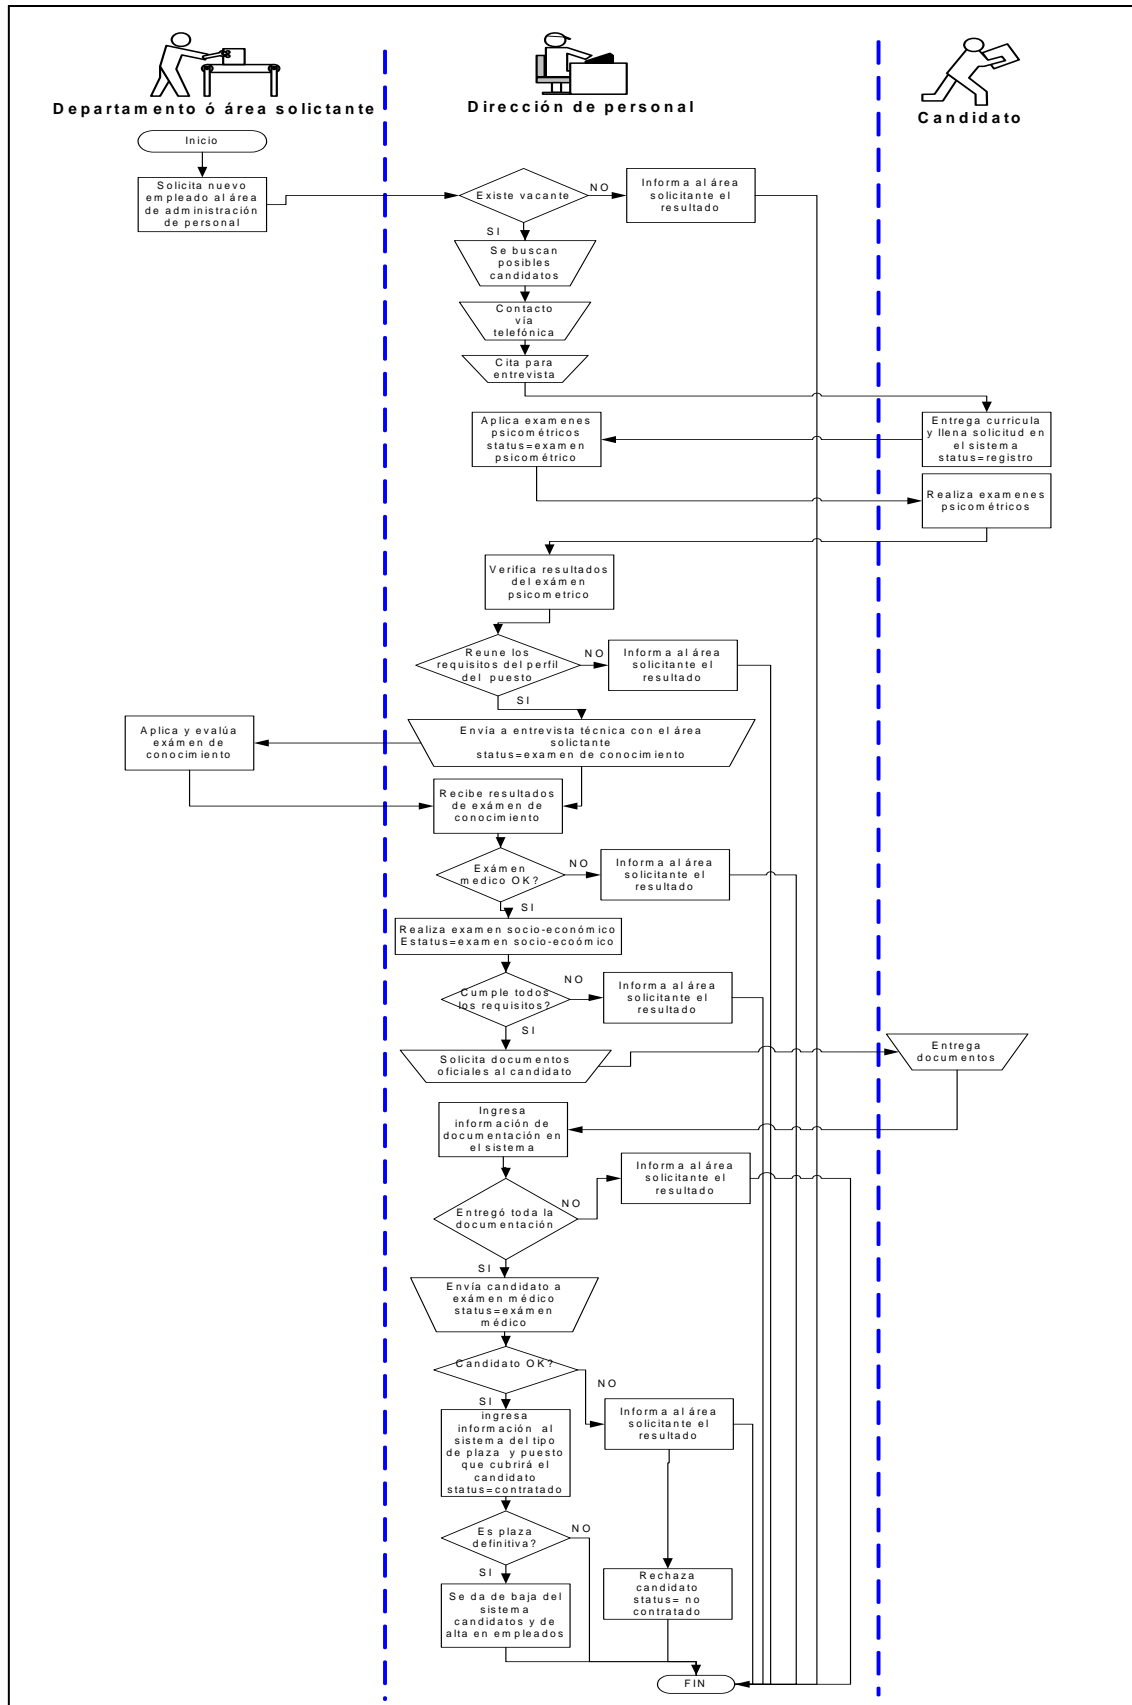 Departamento ó área solictante
Dirección de personal
Candidato
Inicio
Solicita nuevo
empleado al área
de administración
de personal
Existe vacante
NO
Informa al área
solicitante el
resultado
SI
Se buscan
posibles
candidatos
Contacto
vía
telefónica
Cita para
entrevista
Aplica examenes
psicométricos
status=examen
psicométrico
Entrega curricula
y llena solicitud en
el sistema
status=registro
Realiza examenes
psicométricos
Verifica resultados
del exámen
psicometrico
Reune los
requisitos del perfil
del puesto
NO
Informa al área
solicitante el
resultado
SI
Aplica y evalúa
exámen de
conocimiento
Envía a entrevista técnica con el área
solictante
status=examen de conocimiento
Recibe resultados
de exámen de
conocimiento
Exámen
medico OK?
NO
Informa al área
solicitante el
resultado
SI
Realiza examen socio-económico
Estatus=examen socio-ecoómico
Cumple todos
los requisitos?
NO
Informa al área
solicitante el
resultado
SI
Solicita documentos
oficiales al candidato
Entrega
documentos
Ingresa
información de
documentación en
el sistema
Entregó toda la
documentación
NO
Informa al área
solicitante el
resultado
SI
Envía candidato a
exámen médico
status=exámen
médico
Candidato OK?
NO
Informa al área
solicitante el
resultado
SI
ingresa
información al
sistema del tipo
de plaza y puesto
que cubrirá el
candidato
status=contratado
Es plaza
definitiva?
NO
SI
Se da de baja del
sistema
candidatos y de
alta en empleados
Rechaza
candidato
status= no
contratado
FIN